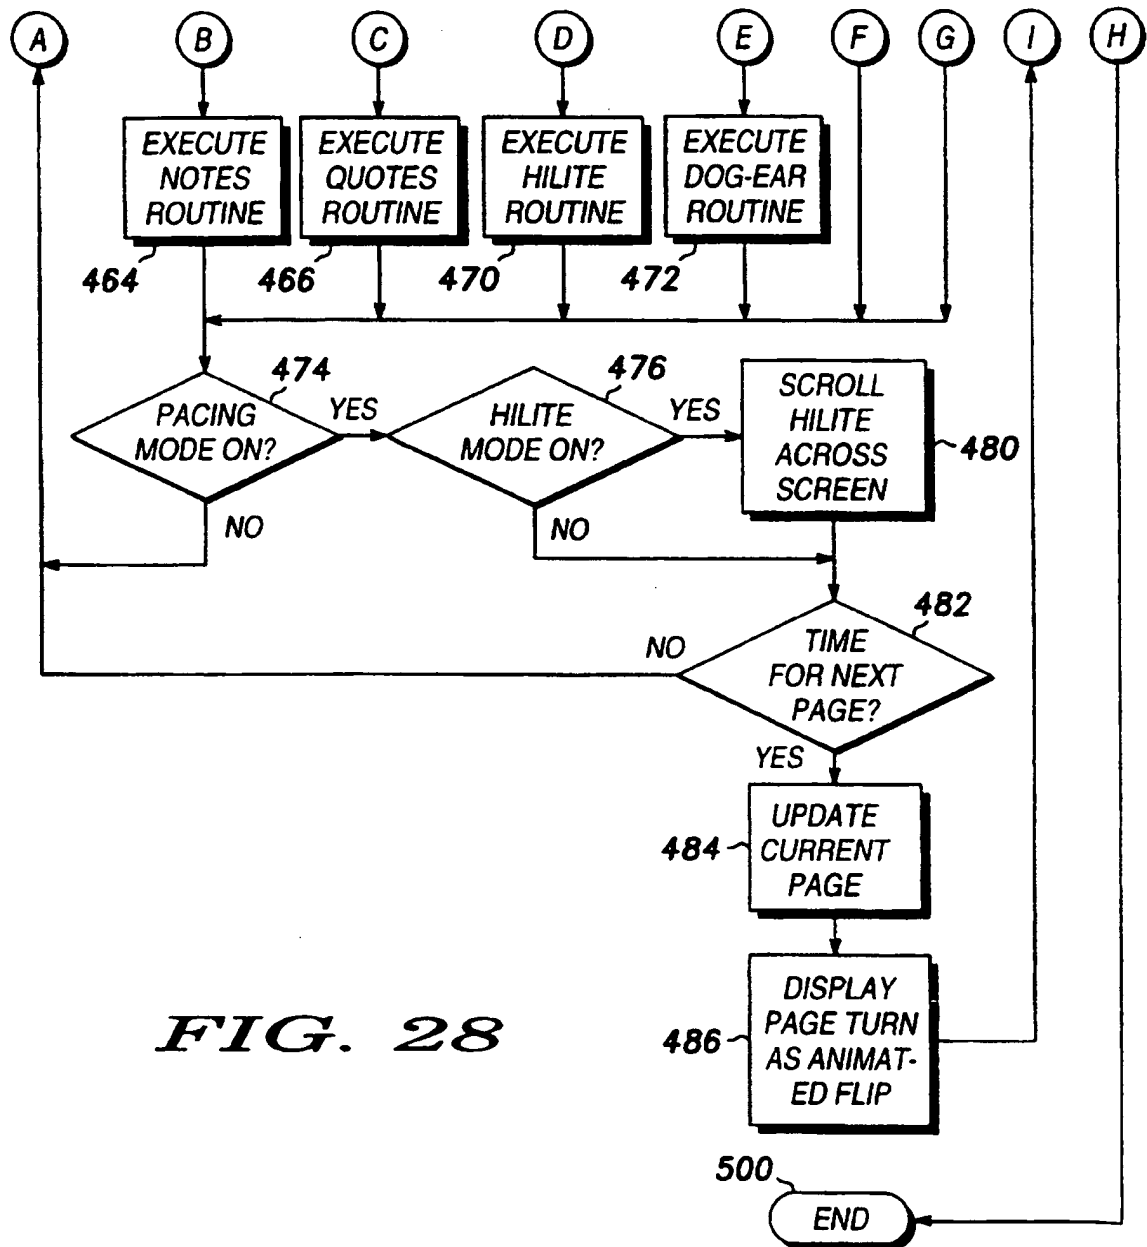 A B C D E F G I H
EXECUTE
NOTES
ROUTINE
464
EXECUTE
QUOTES
ROUTINE
466
EXECUTE
HILITE
ROUTINE
470
EXECUTE
DOG-EAR
ROUTINE
472
PACING
MODE ON?
474
YES
NO
HILITE
MODE ON?
476
YES
NO
SCROLL
HILITE
ACROSS
SCREEN
480
TIME
FOR NEXT
PAGE?
482
NO
YES
UPDATE
CURRENT
PAGE
484
DISPLAY
PAGE TURN
AS ANIMAT-
ED FLIP
486
FIG. 28
500
END